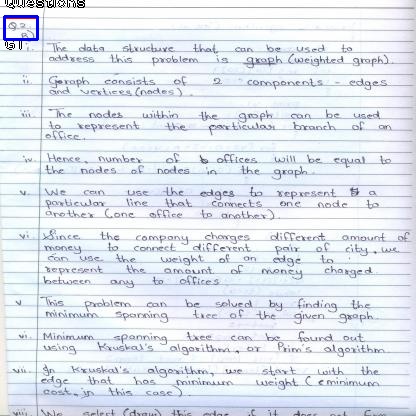 Questions
Q2
B)
i. The data structure that can be used to
address this problem is graph (weighted graph).
ii. Graph consists of 2 components - edges
and vertices (nodes).
iii. The nodes within the graph can be used
to represent the particular branch of an
office.
iv. Hence, number of offices will be equal to
the nodes of nodes in the graph.
v. We can use the edges to represent a
particular line that connects one node to
another (one office to another).
vi. Since the company charges different amount of
money to connect different pair of city, we
can use the weight of an edge to
represent the amount of money charged
between any to offices.
v This problem can be solved by finding the
minimum spanning tree of the given graph.
vi. Minimum spanning tree can be found out
using Kruskal's algorithm, or Prim's algorithm.
vii. In Kruskal's algorithm, we start with the
edge that has minimum weight (minimum
cost, in this case).
viii. We select (draw) this edge if it does not